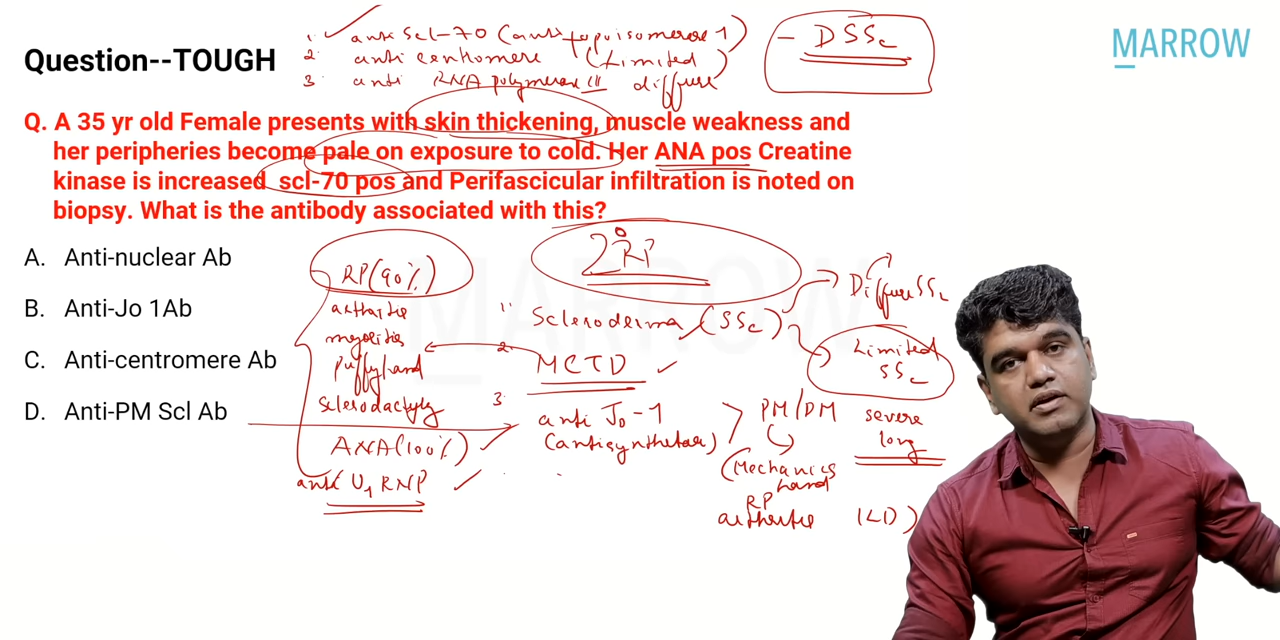 MARROW
Question--TOUGH
1. anti Scl-70 (anti topoisomerase 1) - DSSc
2. anti centromere (Limited)
3. anti RNA polymerase III diffuse
Q. A 35 yr old Female presents with skin thickening, muscle weakness and
her peripheries become pale on exposure to cold. Her ANA pos Creatine
kinase is increased scl-70 pos and Perifascicular infiltration is noted on
biopsy. What is the antibody associated with this?
A. Anti-nuclear Ab
B. Anti-Jo 1Ab
C. Anti-centromere Ab
D. Anti-PM Scl Ab
RP (90%)
arthritis
myositis
puffy hand
sclerodactyly
ANA (100%)
anti U1 RNP
2° RP
1. Scleroderma (SSc)
Diffuse SSc
Limited SSc
severe
long
2. MCTD
3. anti Jo-1
(antisynthetase)
PM/DM
(Mechanics hand
RP
arthritis ILD)
MARROW